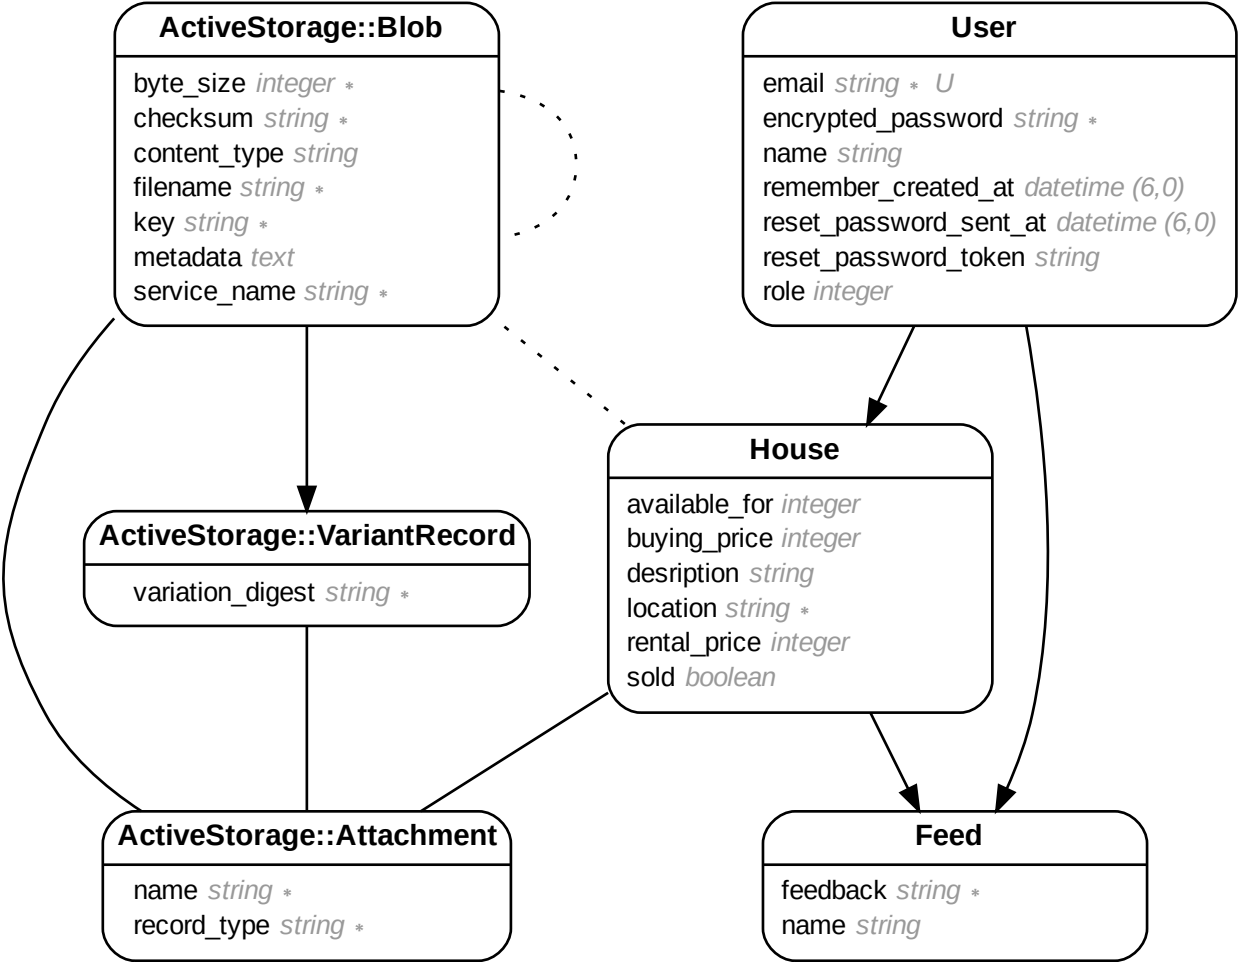 ActiveStorage::Blob
byte_size integer *
checksum string *
content_type string
filename string *
key string *
metadata text
service_name string *
User
email string * U
encrypted_password string *
name string
remember_created_at datetime (6,0)
reset_password_sent_at datetime (6,0)
reset_password_token string
role integer
House
available_for integer
buying_price integer
desription string
location string *
rental_price integer
sold boolean
ActiveStorage::VariantRecord
variation_digest string *
ActiveStorage::Attachment
name string *
record_type string *
Feed
feedback string *
name string